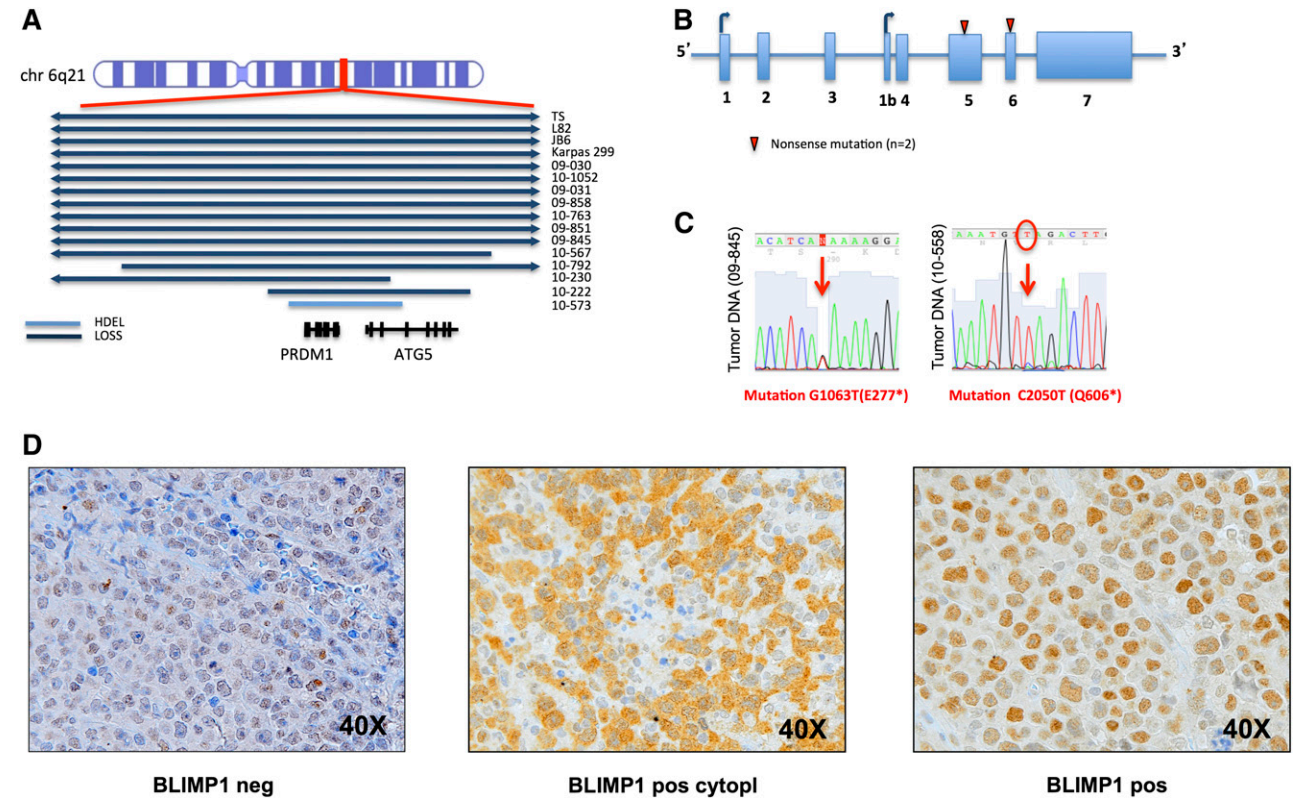 A
chr 6q21
TS
L82
JB6
Karpas 299
09-030
10-1052
09-031
09-858
10-763
09-851
09-845
10-567
10-792
10-230
10-222
10-573
HDEL
LOSS
PRDM1
ATG5
B
5’
3’
1 2 3 1b 4 5 6 7
Nonsense mutation (n=2)
C
Tumor DNA (09-845)
A C A T C A N A A A A G G A
T S - K
290
Mutation G1063T(E277*)
Tumor DNA (10-558)
A A A T G T T A G A C T T
N R L
Mutation C2050T (Q606*)
D
40X
BLIMP1 neg
40X
BLIMP1 pos cytopl
40X
BLIMP1 pos